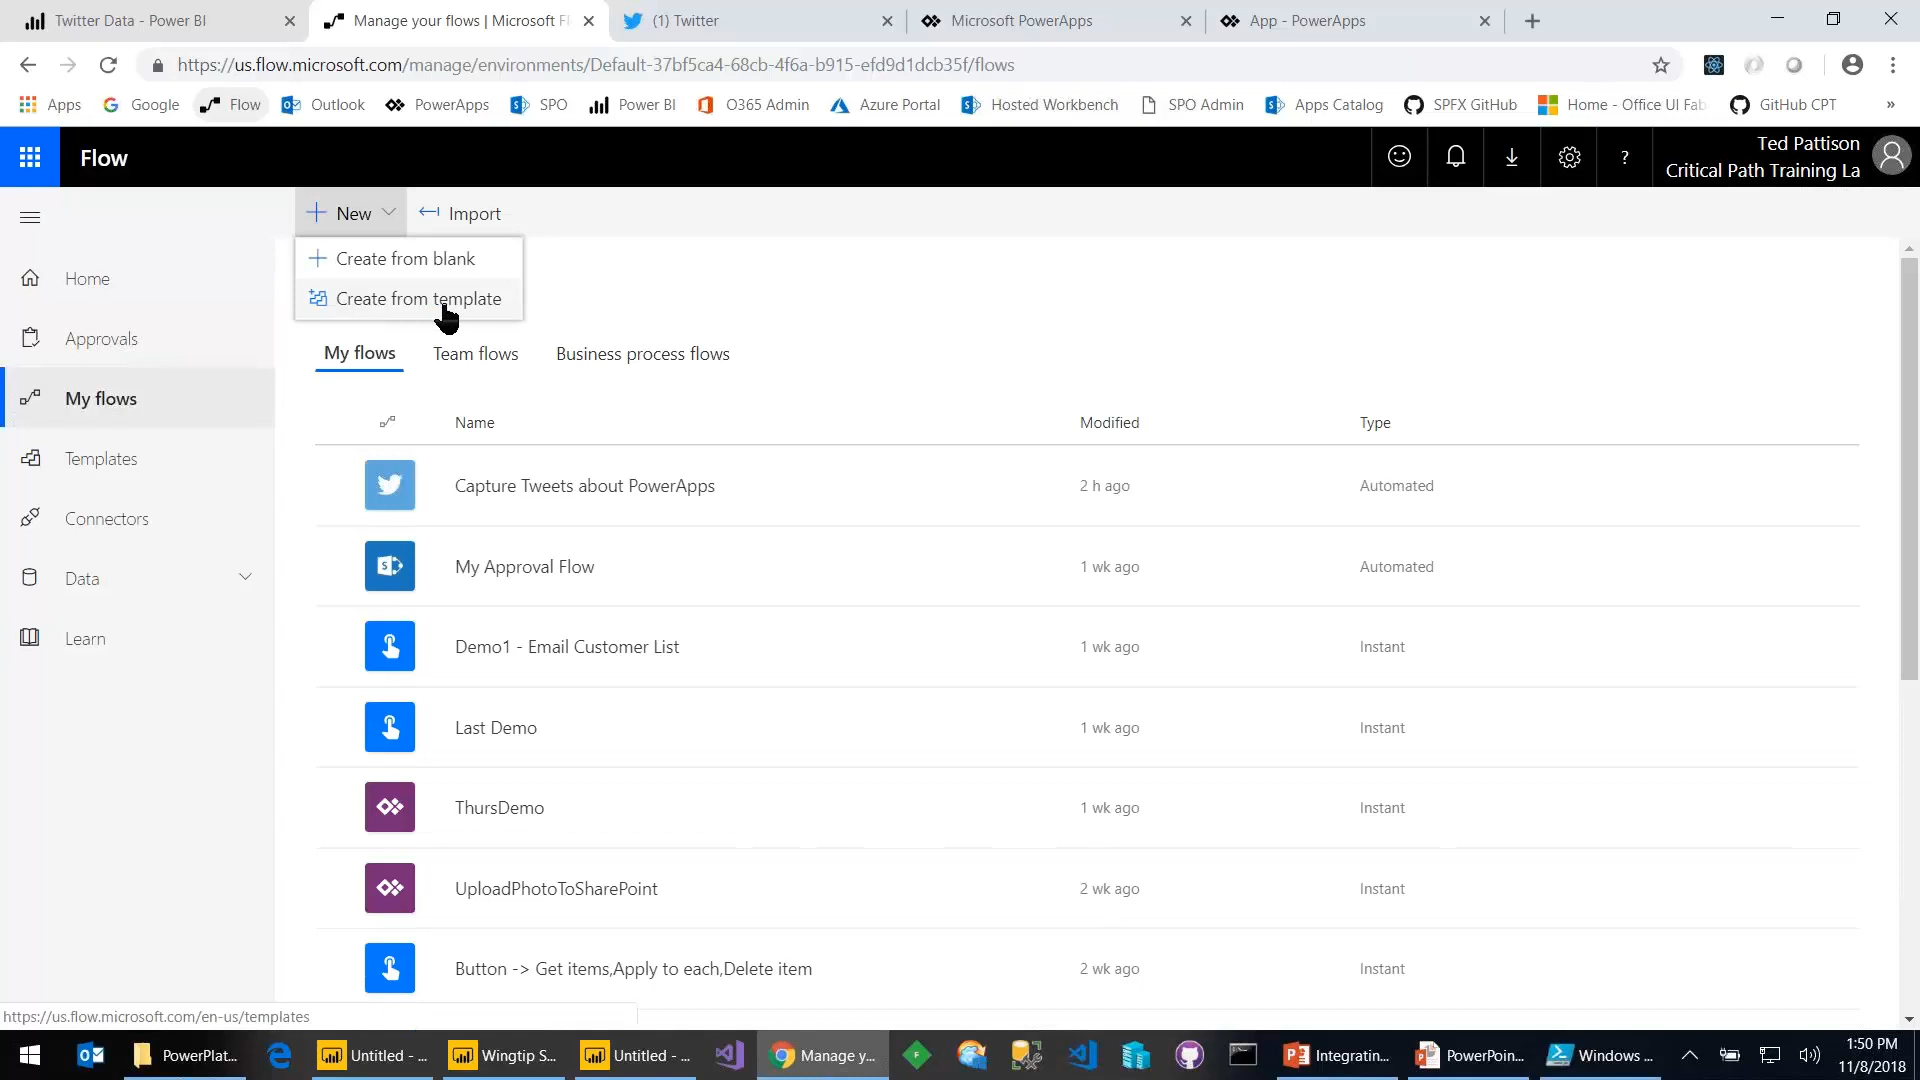 Twitter Data - Power BI
Manage your flows | Microsoft Fl
(1) Twitter
Microsoft PowerApps
App - PowerApps
https://us.flow.microsoft.com/manage/environments/Default-37bf5ca4-68cb-4f6a-b915-efd9d1dcb35f/flows
Apps
Google
Flow
Outlook
PowerApps
SPO
Power BI
O365 Admin
Azure Portal
Hosted Workbench
SPO Admin
Apps Catalog
SPFX GitHub
Home - Office UI Fab
GitHub CPT
»
Flow
?
Ted Pattison
Critical Path Training La
New
Import
Create from blank
Create from template
Home
Approvals
My flows
Templates
Connectors
Data
Learn
My flows
Team flows
Business process flows
Name
Modified
Type
Capture Tweets about PowerApps
2 h ago
Automated
My Approval Flow
1 wk ago
Automated
Demo1 - Email Customer List
1 wk ago
Instant
Last Demo
1 wk ago
Instant
ThursDemo
1 wk ago
Instant
UploadPhotoToSharePoint
2 wk ago
Instant
Button -> Get items,Apply to each,Delete item
2 wk ago
Instant
https://us.flow.microsoft.com/en-us/templates
PowerPlat...
Untitled - ...
Wingtip S...
Untitled - ...
Manage y...
Integratin...
PowerPoin...
Windows ...
1:50 PM
11/8/2018